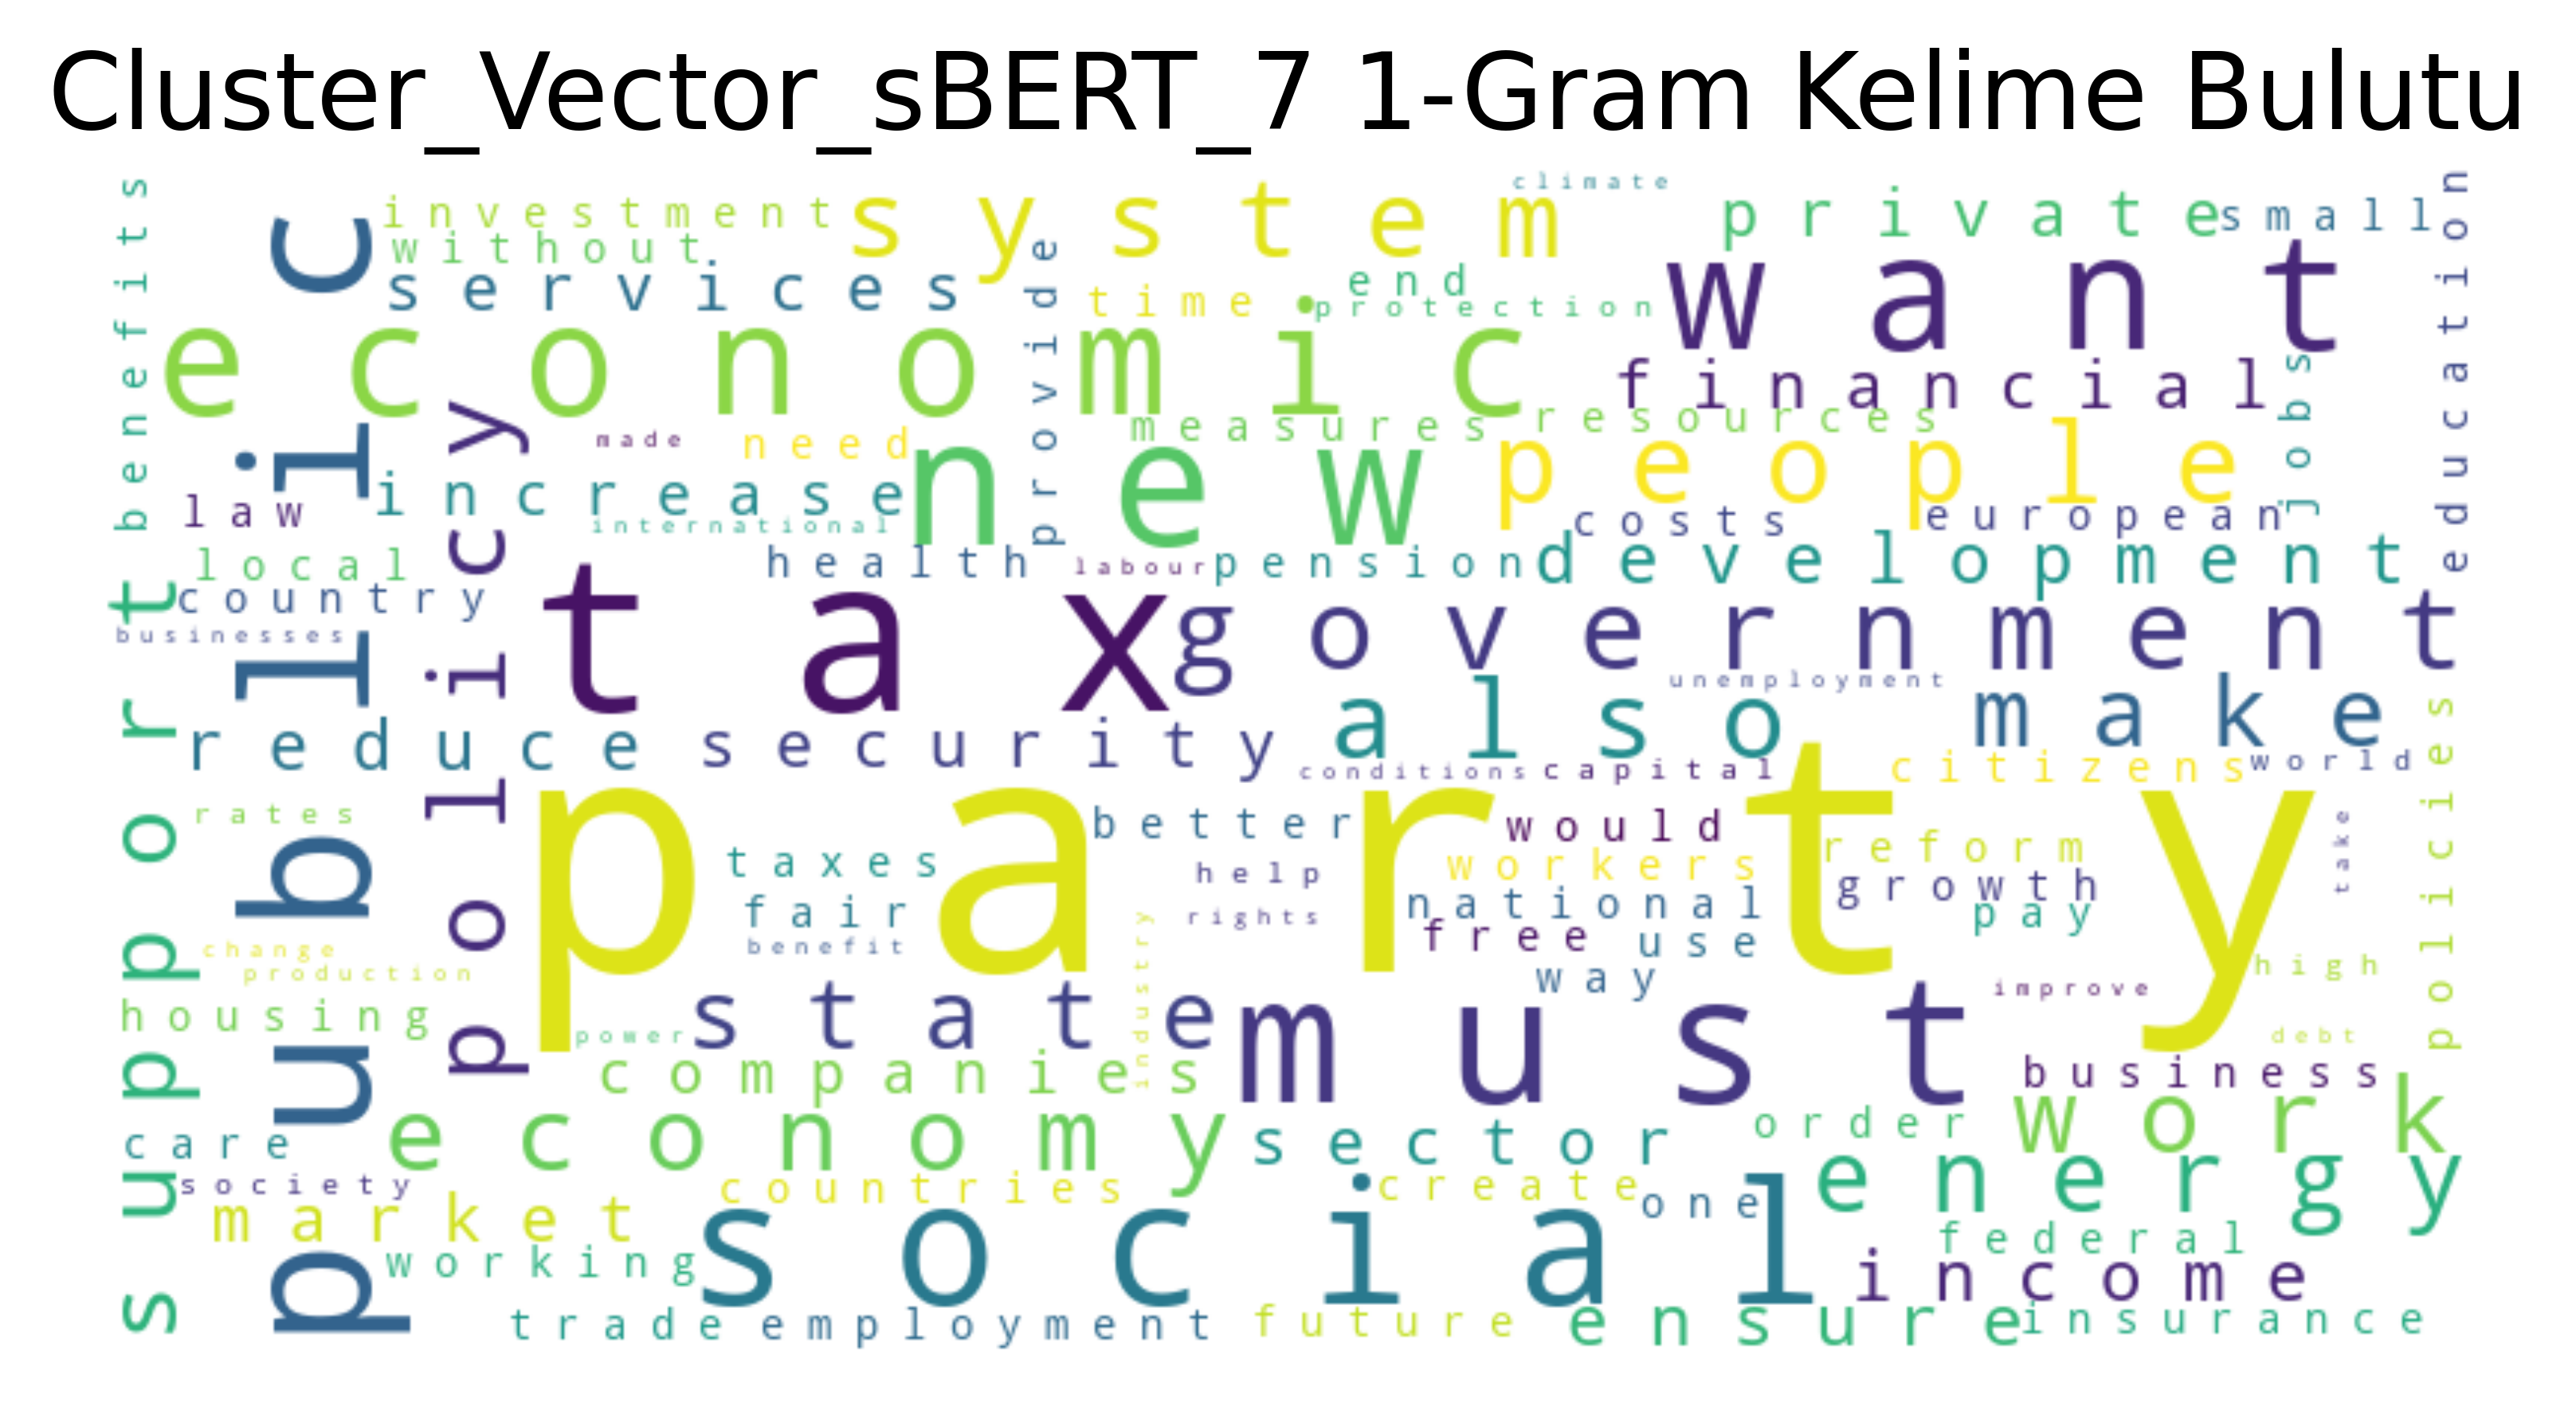 Cluster_Vector_sBERT_7 1-Gram Kelime Bulutu
benefits
public
investment
system
climate
private
small
education
without
services
provide
time
end
protection
want
economic
financial
jobs
policy
made
need
measures
resources
new
people
law
increase
international
costs
european
local
health
labour
pension
development
country
businesses
tax
government
support
unemployment
also
make
policies
reduce
security
conditions
capital
citizens
world
party
rates
better
would
take
taxes
workers
reform
help
growth
fair
national
pay
rights
benefit
free
use
change
production
industry
way
high
improve
housing
power
state
must
debt
companies
business
care
economy
sector
order
work
society
market
countries
create
one
energy
working
social
federal
income
trade
employment
future
ensure
insurance